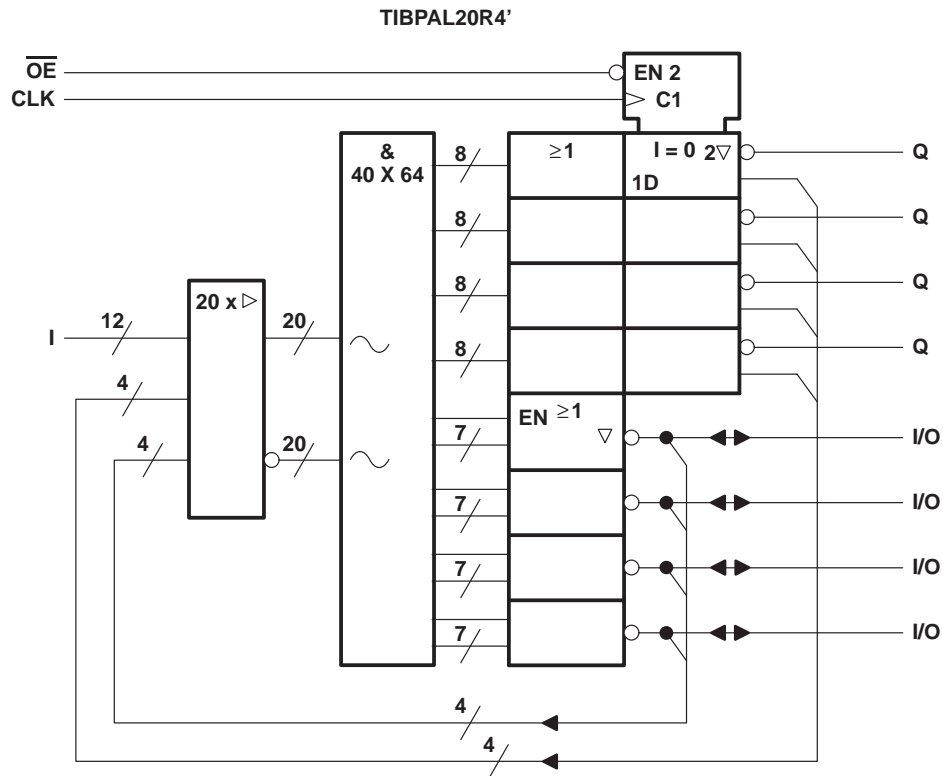 TIBPAL20R4’
OE
EN 2
CLK
C1
&
40 X 64
8
≥1
I = 0 2▽
Q
1D
8
Q
8
Q
20 x ▷
I
12
20
8
Q
4
EN ≥1
▽
4
20
7
I/O
7
I/O
7
I/O
7
I/O
4
4